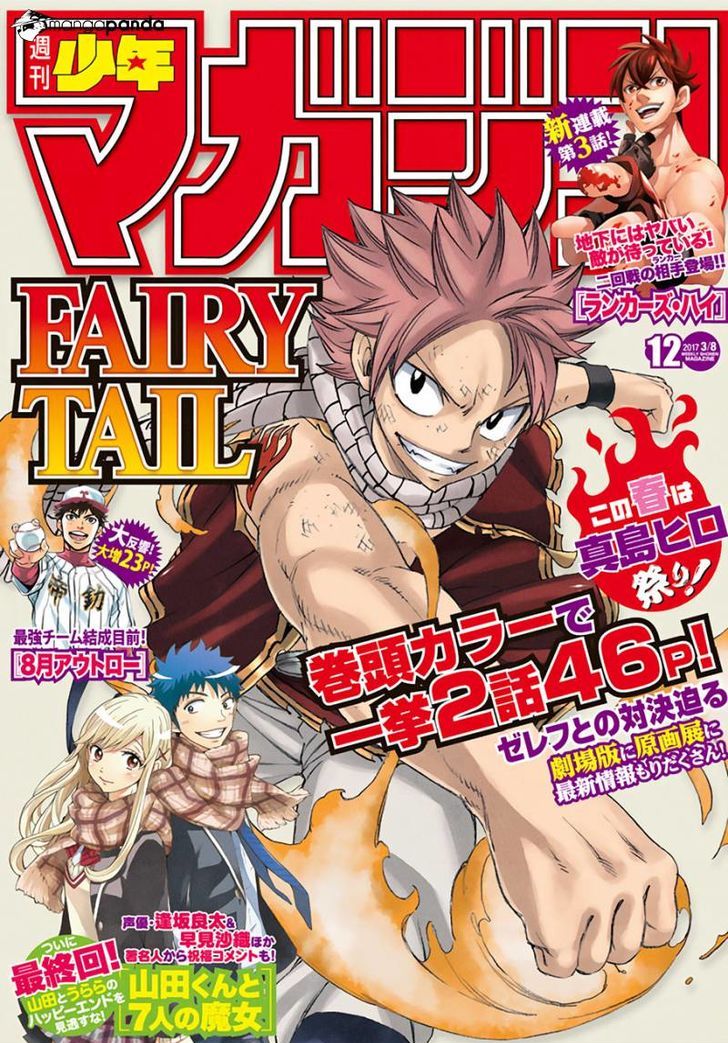 mangapanda
週刊
少年
マガジン
新連載
第3話!
地下にはヤバい
敵が待っている!
ランカー
二回戦の相手登場!!
『ランカーズ・ハイ』
FAIRY
TAIL
12 2017 3/8
WEEKLY SHONEN
MAGAZINE
この春は
真島ヒロ
祭り!
大反響!
大増23P!
帝釧
最強チーム結成目前!
『8月アウトロー』
巻頭カラーで
一挙2話46P!
ゼレフとの対決迫る
劇場版に原画展に
最新情報もりだくさん!
声優・逢坂良太&
早見沙織ほか
著名人から祝福コメントも!
ついに
最終回!
山田とうららの
ハッピーエンドを
見逃すな!
『山田くんと
7人の魔女』